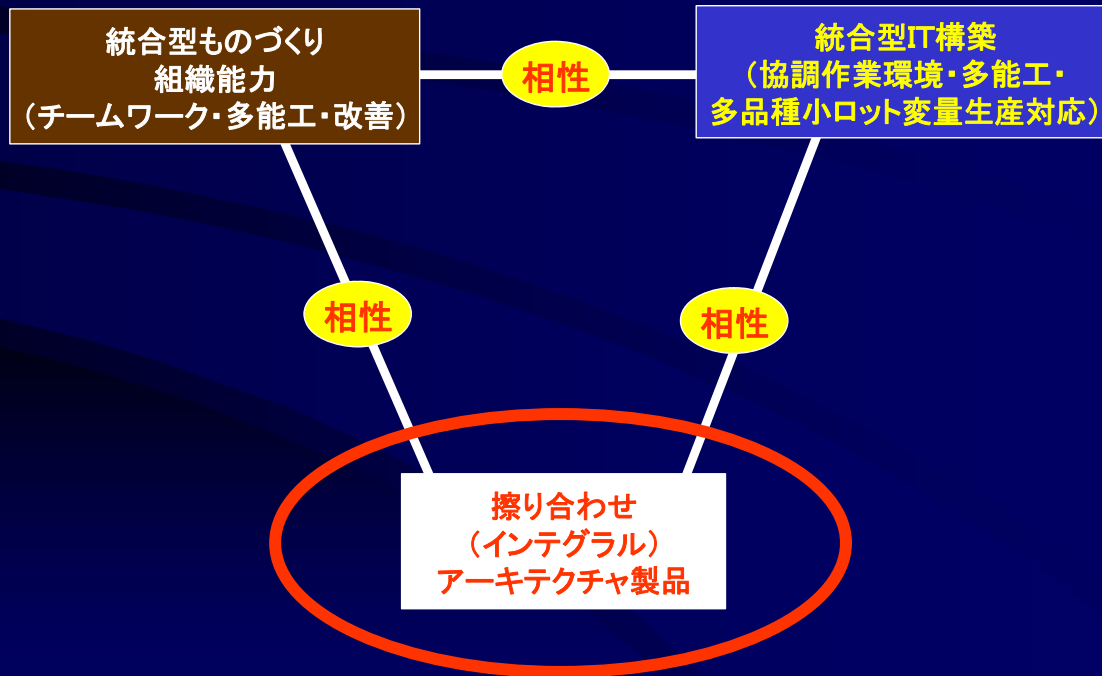 統合型ものづくり
組織能力
（チームワーク・多能工・改善）
相性
統合型IT構築
（協調作業環境・多能工・
多品種小ロット変量生産対応）
相性
相性
擦り合わせ
（インテグラル）
アーキテクチャ製品